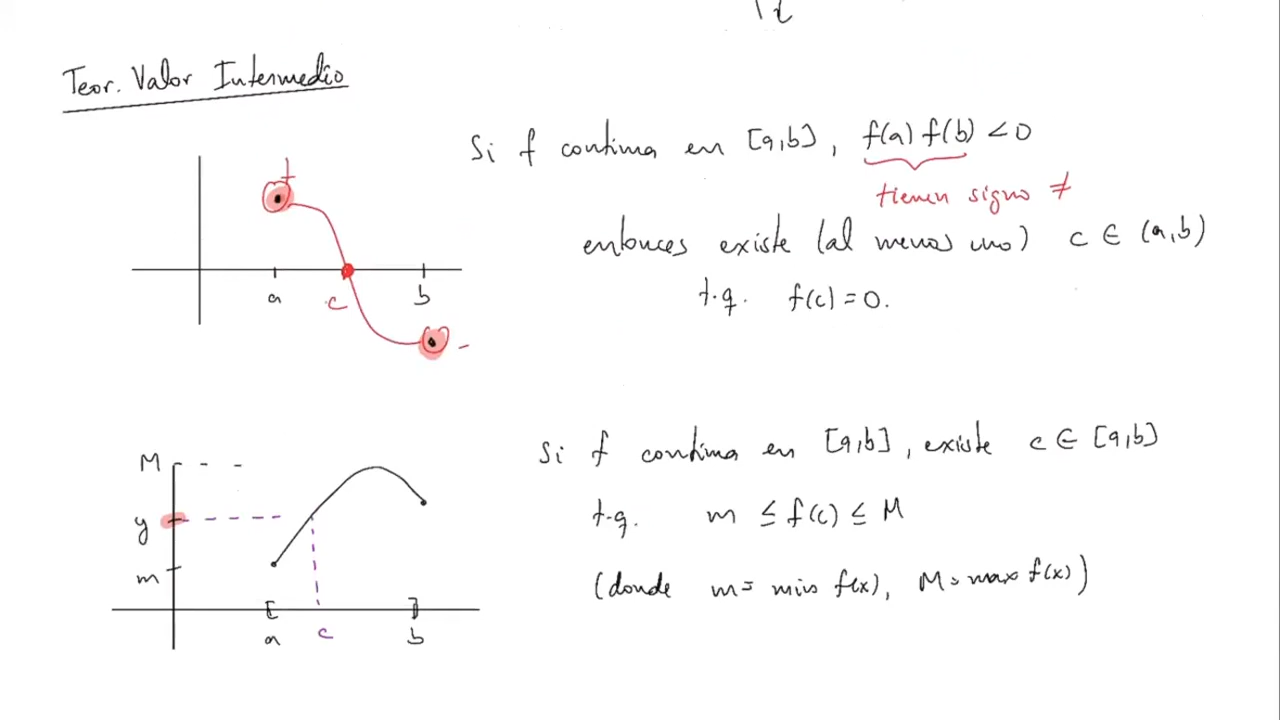 Teor. Valor Intermedio
Si f continua en [a,b], f(a) f(b) < 0
tienen signo ≠
entonces existe (al menos uno) c ∈ (a,b)
t.q. f(c) = 0.
+
a c b
-
M
y
m
a c b
Si f continua en [a,b], existe c ∈ [a,b]
t.q. m ≤ f(c) ≤ M
(donde m = min f(x), M = max f(x))